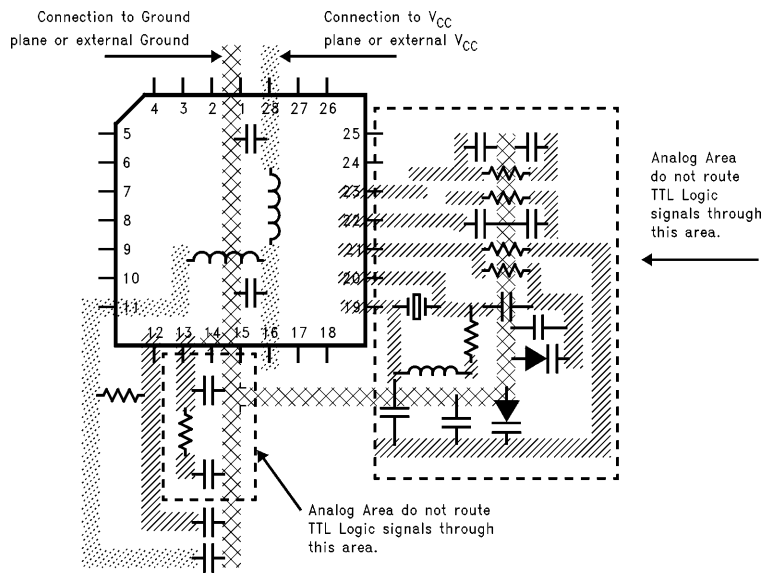 Connection to Ground
plane or external Ground
Connection to VCC
plane or external VCC
4 3 2 1 28 27 26
5
6
7
8
9
10
11
25
24
23
22
21
20
19
12 13 14 15 16 17 18
Analog Area
do not route
TTL Logic
signals through
this area.
Analog Area do not route
TTL Logic signals through
this area.